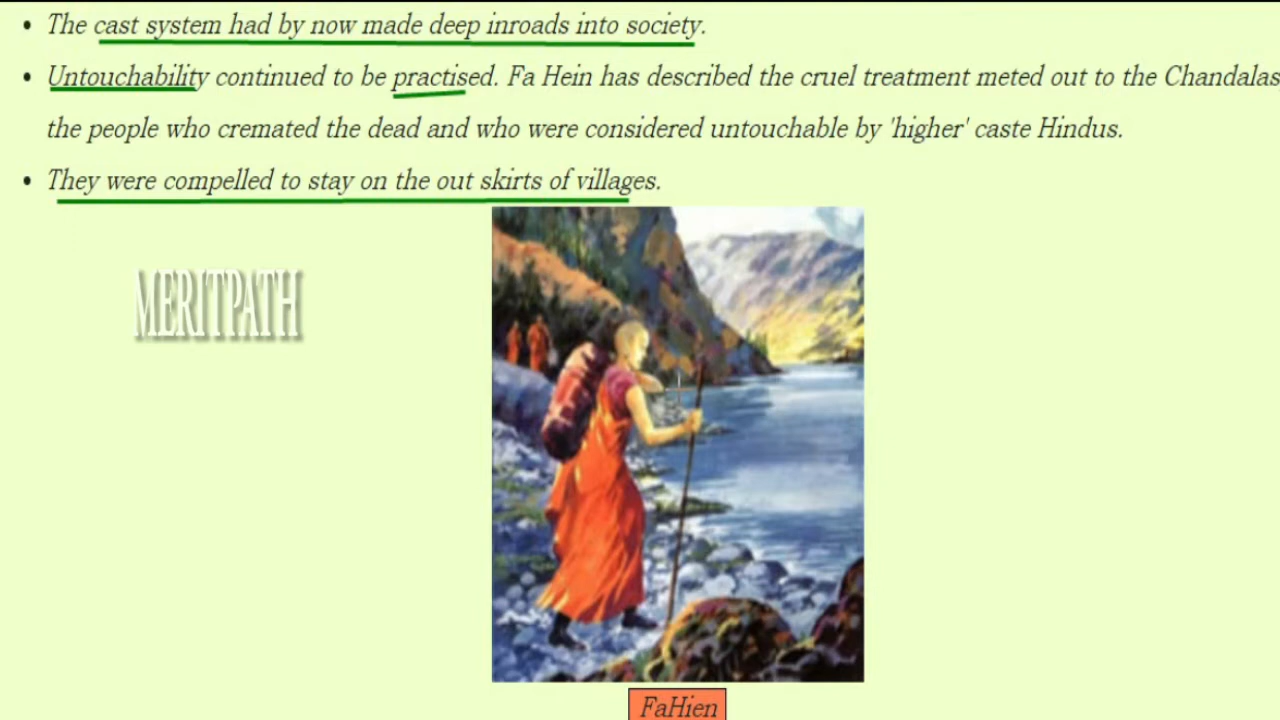 • The cast system had by now made deep inroads into society.
• Untouchability continued to be practised. Fa Hein has described the cruel treatment meted out to the Chandalas,
the people who cremated the dead and who were considered untouchable by 'higher' caste Hindus.
• They were compelled to stay on the out skirts of villages.
MERITPATH
FaHien